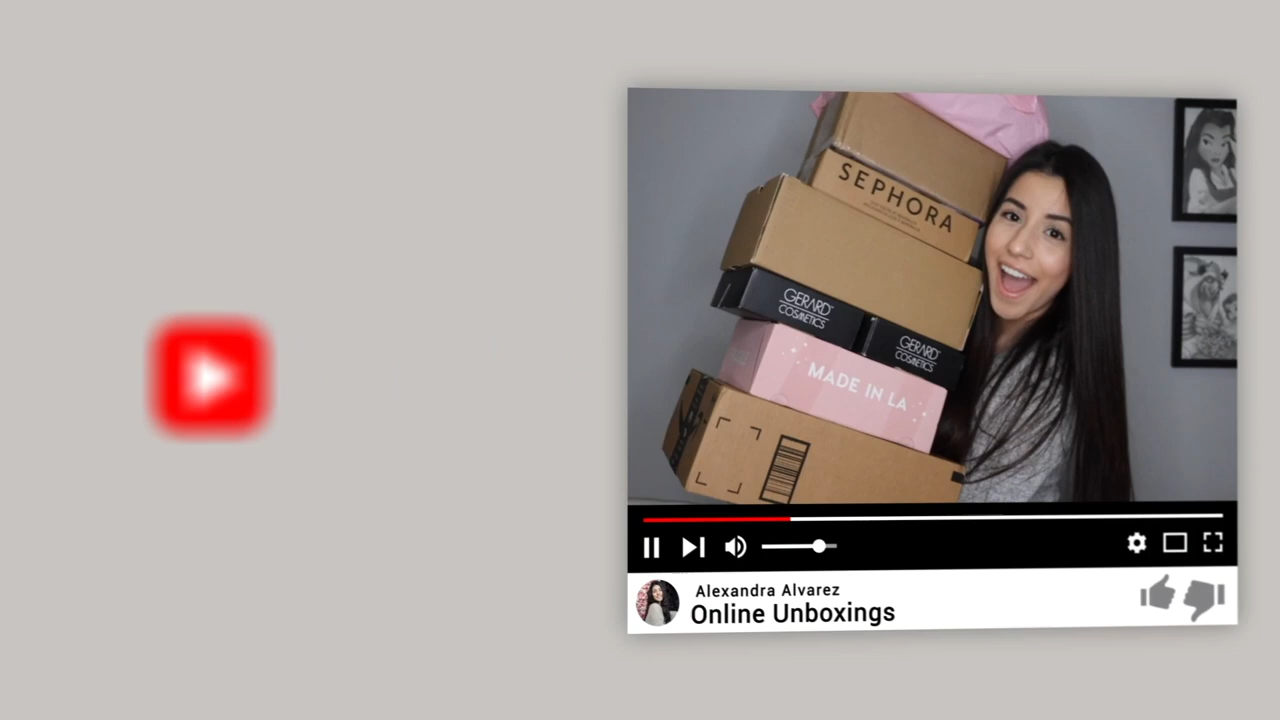 SEPHORA
GERARD
COSMETICS
GERARD
COSMETICS
MADE IN LA
Alexandra Alvarez
Online Unboxings